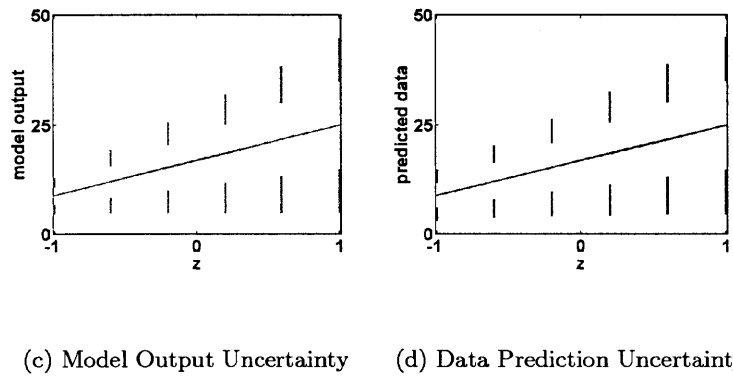 50
25
0
model output
-1
0
1
z
50
25
0
predicted data
-1
0
1
z
(c) Model Output Uncertainty
(d) Data Prediction Uncertaint